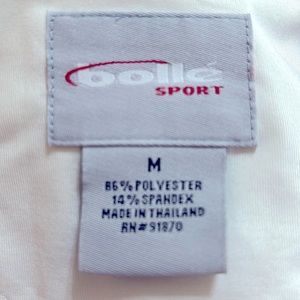 bollé
SPORT
M
86% POLYESTER
14% SPANDEX
MADE IN THAILAND
RN#91870